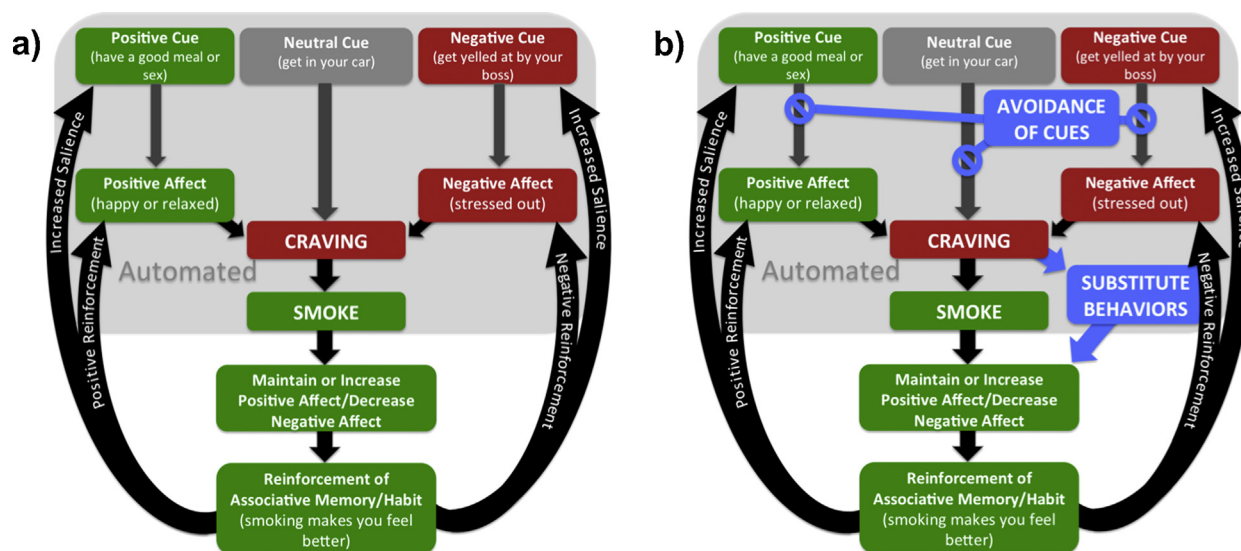 a)
Positive Cue
(have a good meal or
sex)
Neutral Cue
(get in your car)
Negative Cue
(get yelled at by your
boss)
Increased Salience
Increased Salience
Positive Affect
(happy or relaxed)
Negative Affect
(stressed out)
CRAVING
Automated
SMOKE
Positive Reinforcement
Negative Reinforcement
Maintain or Increase
Positive Affect/Decrease
Negative Affect
Reinforcement of
Associative Memory/Habit
(smoking makes you feel
better)
b)
Positive Cue
(have a good meal or
sex)
Neutral Cue
(get in your car)
Negative Cue
(get yelled at by your
boss)
AVOIDANCE
OF CUES
Increased Salience
Increased Salience
Positive Affect
(happy or relaxed)
Negative Affect
(stressed out)
CRAVING
Automated
SUBSTITUTE
BEHAVIORS
SMOKE
Positive Reinforcement
Negative Reinforcement
Maintain or Increase
Positive Affect/Decrease
Negative Affect
Reinforcement of
Associative Memory/Habit
(smoking makes you feel
better)